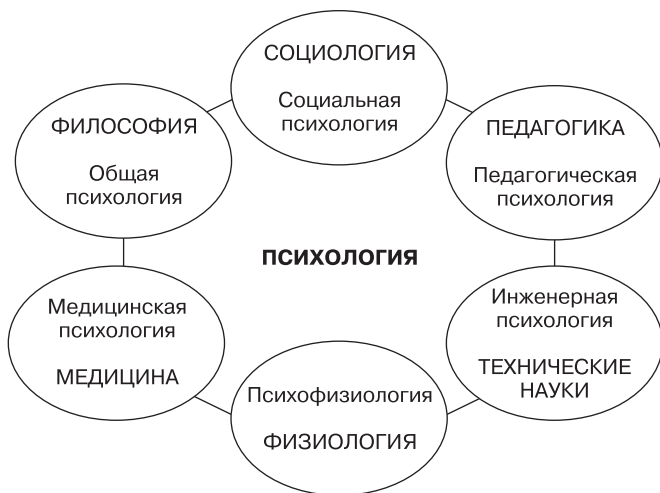 СОЦИОЛОГИЯ
Социальная
психология
ФИЛОСОФИЯ
Общая
психология
ПЕДАГОГИКА
Педагогическая
психология
ПСИХОЛОГИЯ
Медицинская
психология
МЕДИЦИНА
Инженерная
психология
ТЕХНИЧЕСКИЕ
НАУКИ
Психофизиология
ФИЗИОЛОГИЯ